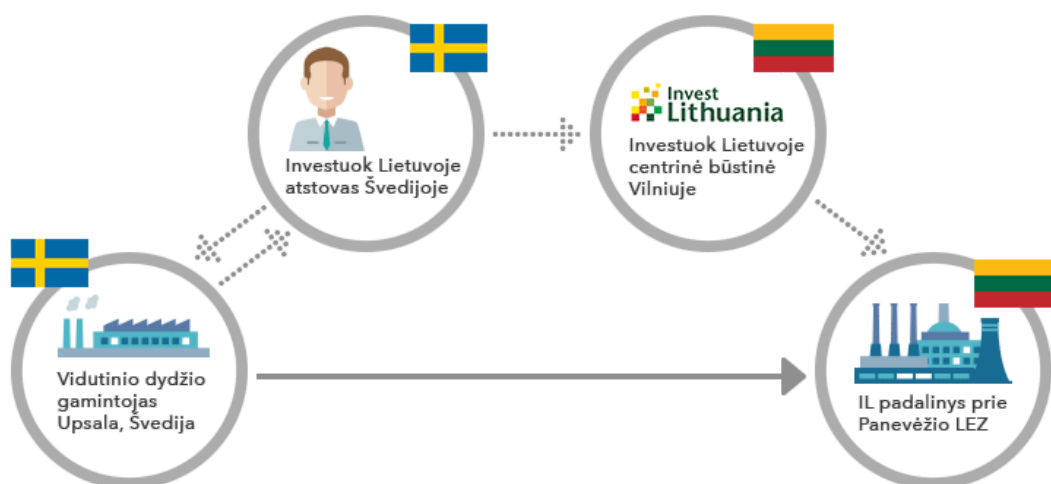 Invest
Lithuania
Investuok Lietuvoje
atstovas Švedijoje
Investuok Lietuvoje
centrinė būstinė
Vilniuje
Vidutinio dydžio
gamintojas
Upsala, Švedija
IL padalinys prie
Panevėžio LEZ